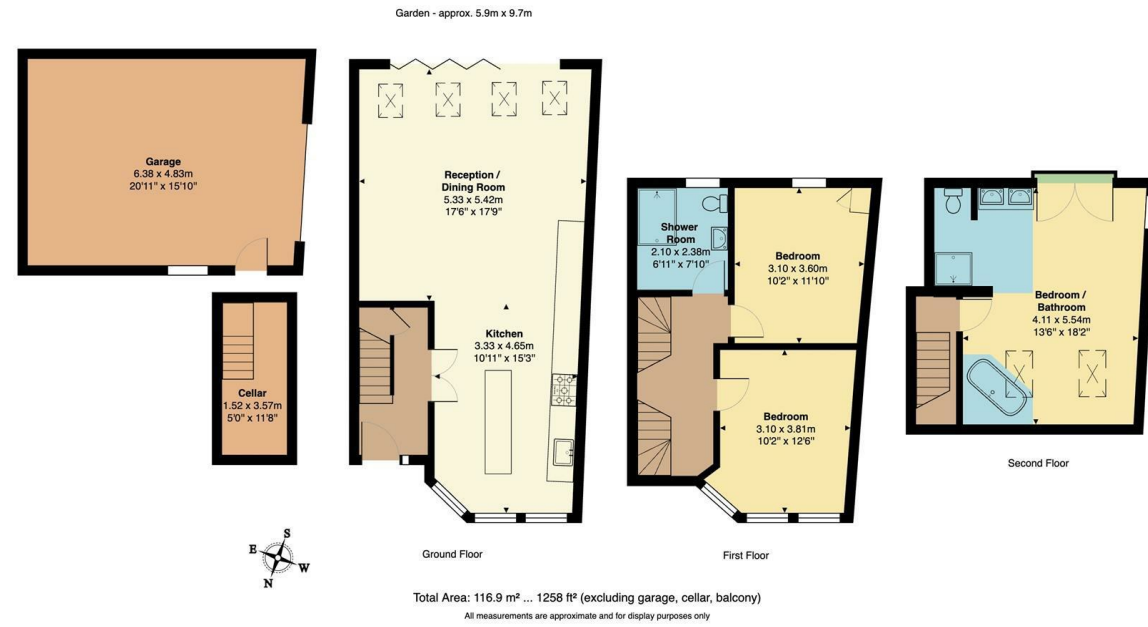 Garden - approx. 5.9m x 9.7m
Garage
6.38 x 4.83m
20'11" x 15'10"
Cellar
1.52 x 3.57m
5'0" x 11'8"
Reception /
Dining Room
5.33 x 5.42m
17'6" x 17'9"
Kitchen
3.33 x 4.65m
10'11" x 15'3"
Ground Floor
Shower
Room
2.10 x 2.38m
6'11" x 7'10"
Bedroom
3.10 x 3.60m
10'2" x 11'10"
Bedroom
3.10 x 3.81m
10'2" x 12'6"
First Floor
Bedroom /
Bathroom
4.11 x 5.54m
13'6" x 18'2"
Second Floor
S
E
W
N
Total Area: 116.9 m² ... 1258 ft² (excluding garage, cellar, balcony)
All measurements are approximate and for display purposes only